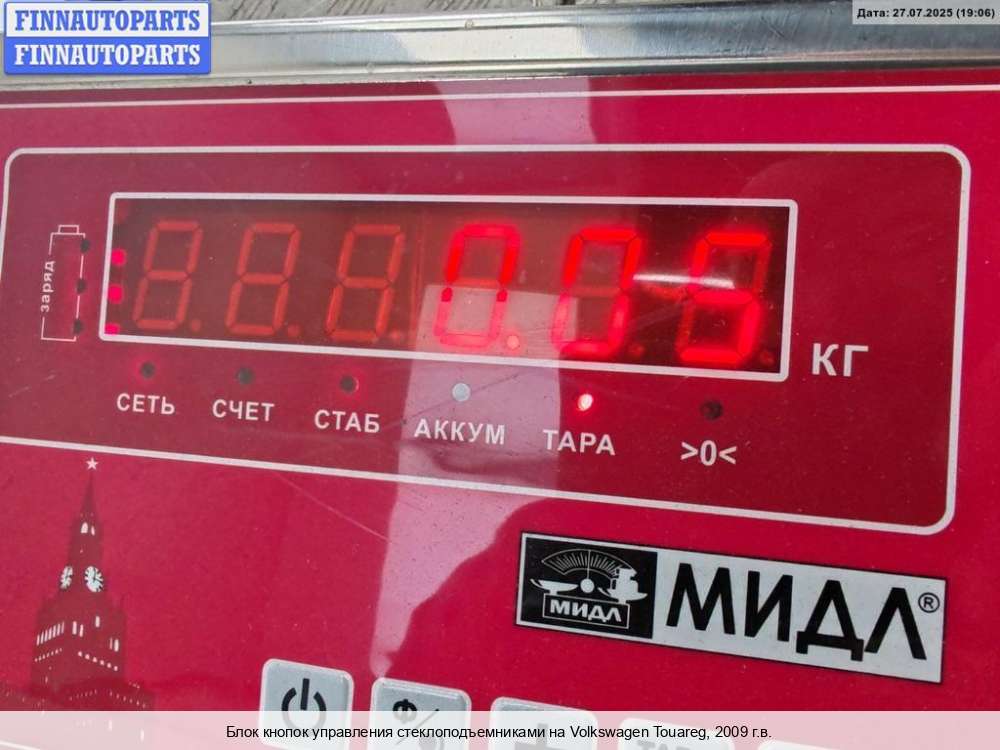 FINNAUTOPARTS
FINNAUTOPARTS
Дата: 27.07.2025 (19:06)
заряд
0.05
КГ
СЕТЬ СЧЕТ СТАБ АККУМ ТАРА >0<
МИДЛ
МИДЛ®
Блок кнопок управления стеклоподъемниками на Volkswagen Touareg, 2009 г.в.